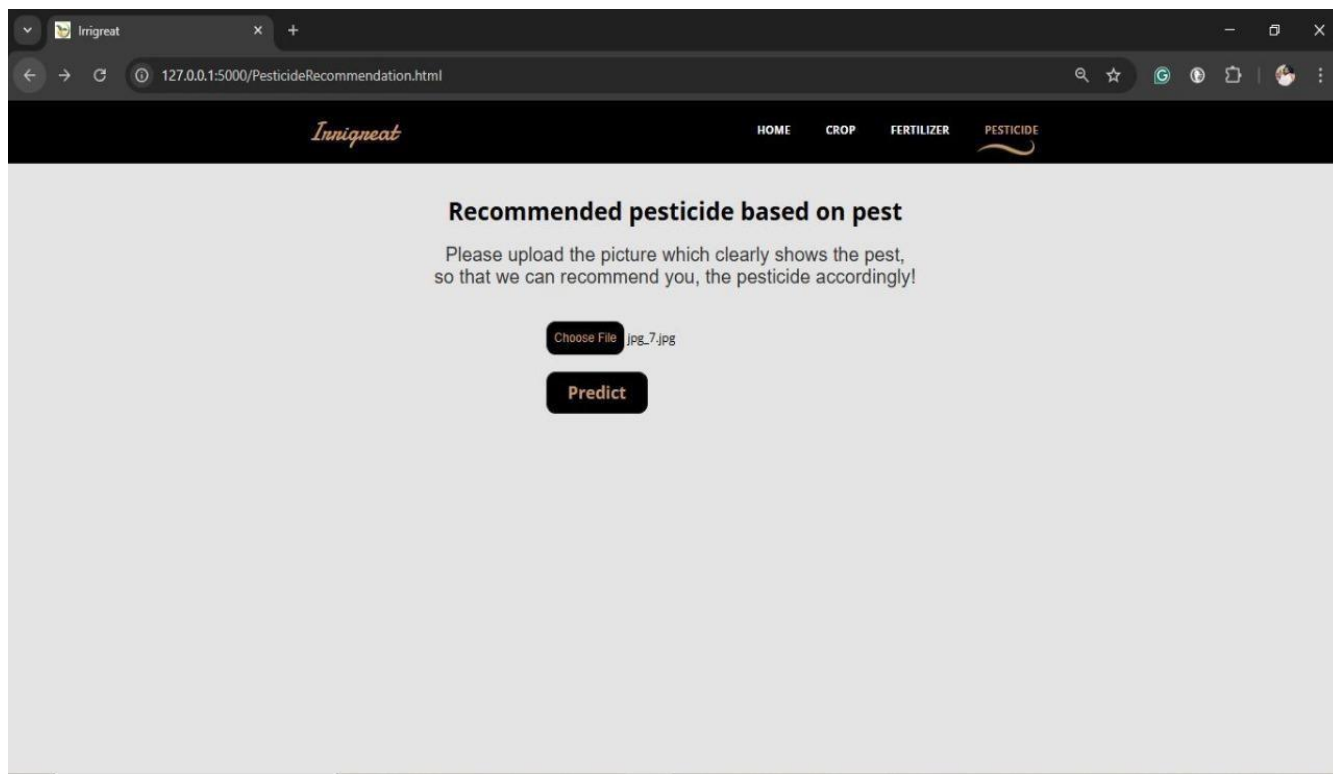 Irrigreat
127.0.0.1:5000/PesticideRecommendation.html
Irrigreat HOME CROP FERTILIZER PESTICIDE
Recommended pesticide based on pest
Please upload the picture which clearly shows the pest,
so that we can recommend you, the pesticide accordingly!
Choose File jpg_7.jpg
Predict